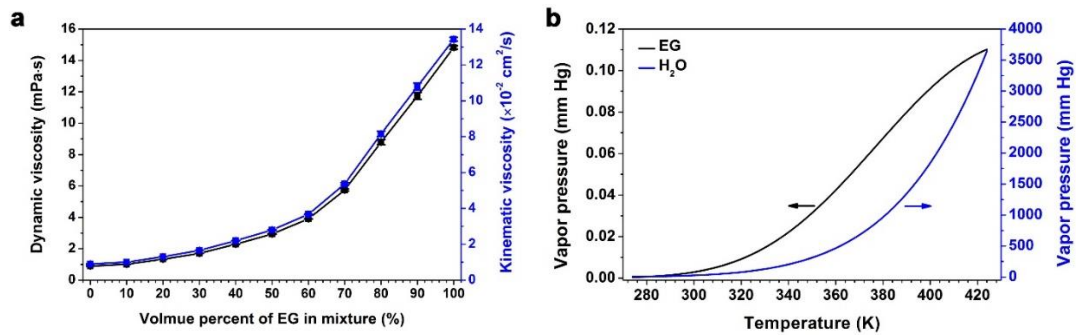 a
Dynamic viscosity (mPa·s)
16
14
12
10
8
6
4
2
0
0 10 20 30 40 50 60 70 80 90 100
Volmue percent of EG in mixture (%)
14
12
10
8
6
4
2
0
Kinematic viscosity (×10⁻² cm²/s)
b
Vapor pressure (mm Hg)
0.12
0.10
0.08
0.06
0.04
0.02
0.00
EG
H₂O
280 300 320 340 360 380 400 420
Temperature (K)
4000
3500
3000
2500
2000
1500
1000
500
0
Vapor pressure (mm Hg)